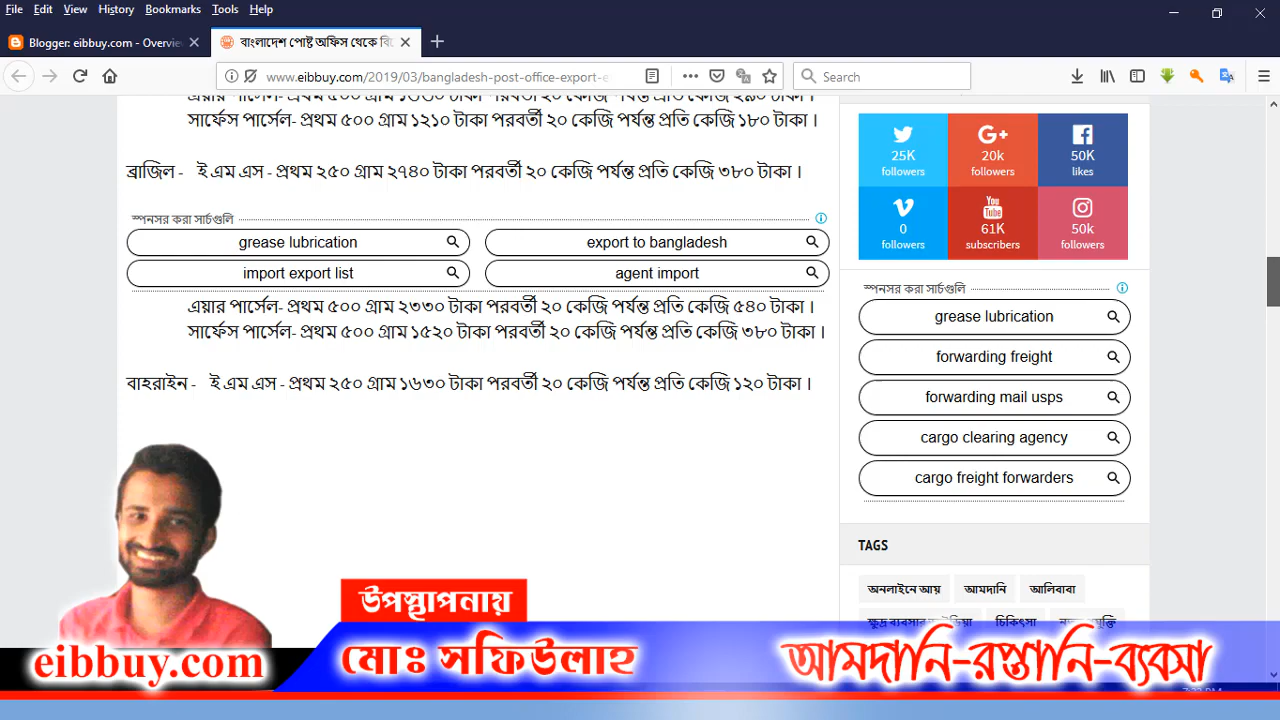 File Edit View History Bookmarks Tools Help
Blogger: eibbuy.com - Overvie
বাংলাদেশ পোষ্ট অফিস থেকে বি
www.eibbuy.com/2019/03/bangladesh-post-office-export-e
Search
সার্ফেস পার্সেল- প্রথম ৫০০ গ্রাম ১২১০ টাকা পরবর্তী ২০ কেজি পর্যন্ত প্রতি কেজি ১৮০ টাকা ।
ব্রাজিল - ই এম এস - প্রথম ২৫০ গ্রাম ২৭৪০ টাকা পরবর্তী ২০ কেজি পর্যন্ত প্রতি কেজি ৩৮০ টাকা ।
স্পনসর করা সার্চগুলি
grease lubrication
export to bangladesh
import export list
agent import
এয়ার পার্সেল- প্রথম ৫০০ গ্রাম ২৩৩০ টাকা পরবর্তী ২০ কেজি পর্যন্ত প্রতি কেজি ৫৪০ টাকা ।
সার্ফেস পার্সেল- প্রথম ৫০০ গ্রাম ১৫২০ টাকা পরবর্তী ২০ কেজি পর্যন্ত প্রতি কেজি ৩৮০ টাকা ।
বাহরাইন - ই এম এস - প্রথম ২৫০ গ্রাম ১৬৩০ টাকা পরবর্তী ২০ কেজি পর্যন্ত প্রতি কেজি ১২০ টাকা ।
25K
followers
G+
20k
followers
50K
likes
0
followers
You Tube
61K
subscribers
50k
followers
স্পনসর করা সার্চগুলি
grease lubrication
forwarding freight
forwarding mail usps
cargo clearing agency
cargo freight forwarders
TAGS
অনলাইনে আয়
আমদানি
আলিবাবা
চিকিৎসা
উপস্থাপনায়
eibbuy.com
মোঃ সফিউলাহ
আমদানি-রপ্তানি-ব্যবসা